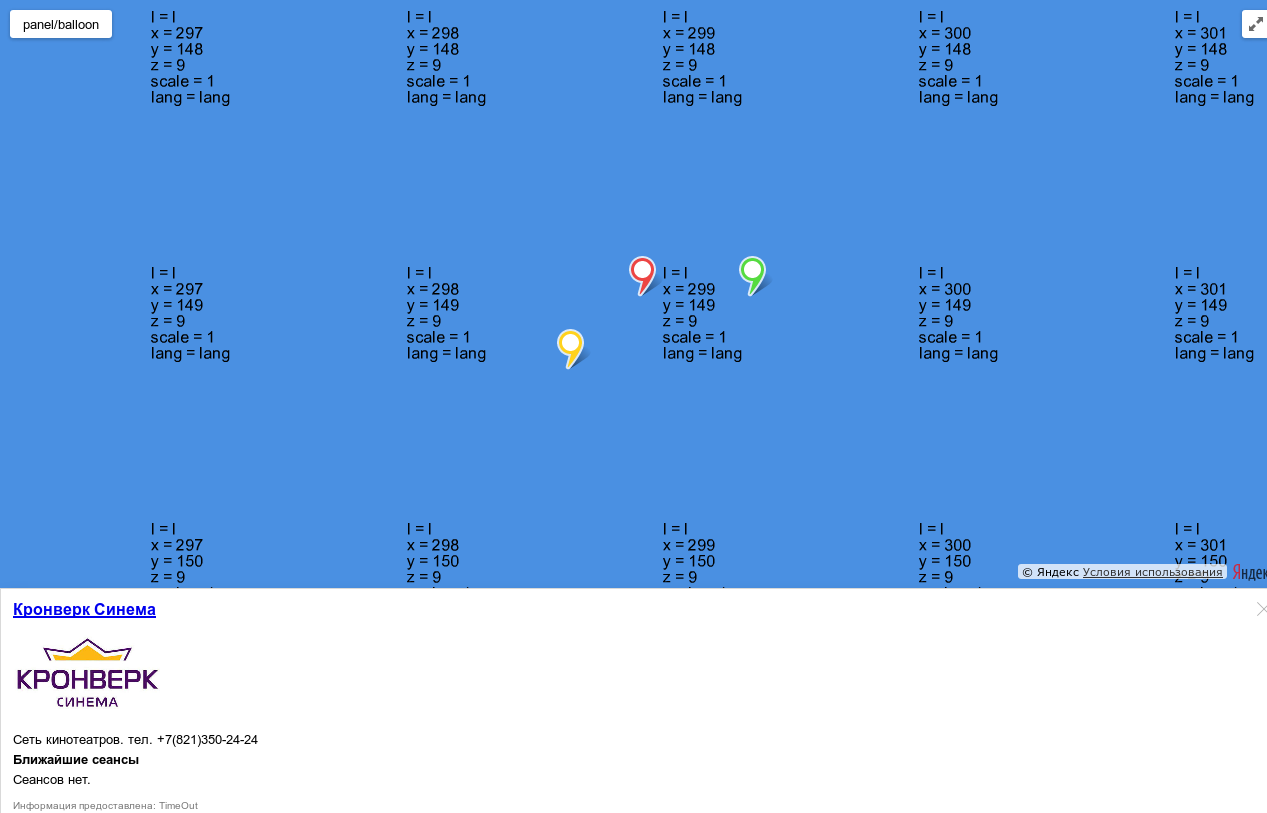 panel/balloon
l = l
x = 297
y = 148
z = 9
scale = 1
lang = lang
l = l
x = 298
y = 148
z = 9
scale = 1
lang = lang
l = l
x = 299
y = 148
z = 9
scale = 1
lang = lang
l = l
x = 300
y = 148
z = 9
scale = 1
lang = lang
l = l
x = 301
y = 148
z = 9
scale = 1
lang = lang
l = l
x = 297
y = 149
z = 9
scale = 1
lang = lang
l = l
x = 298
y = 149
z = 9
scale = 1
lang = lang
l = l
x = 299
y = 149
z = 9
scale = 1
lang = lang
l = l
x = 300
y = 149
z = 9
scale = 1
lang = lang
l = l
x = 301
y = 149
z = 9
scale = 1
lang = lang
l = l
x = 297
y = 150
z = 9
l = l
x = 298
y = 150
z = 9
l = l
x = 299
y = 150
z = 9
l = l
x = 300
y = 150
z = 9
l = l
x = 301
y = 150
z = 9
© Яндекс Условия использования
Кронверк Синема
КРОНВЕРК
СИНЕМА
Сеть кинотеатров. тел. +7(821)350-24-24
Ближайшие сеансы
Сеансов нет.
Информация предоставлена: TimeOut